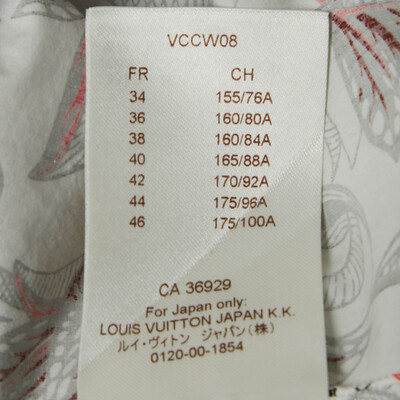 VCCW08
FR CH
34 155/76A
36 160/80A
38 160/84A
40 165/88A
42 170/92A
44 175/96A
46 175/100A
CA 36929
For Japan only:
LOUIS VUITTON JAPAN K.K.
ルイ・ヴィトン ジャパン(株)
0120-00-1854